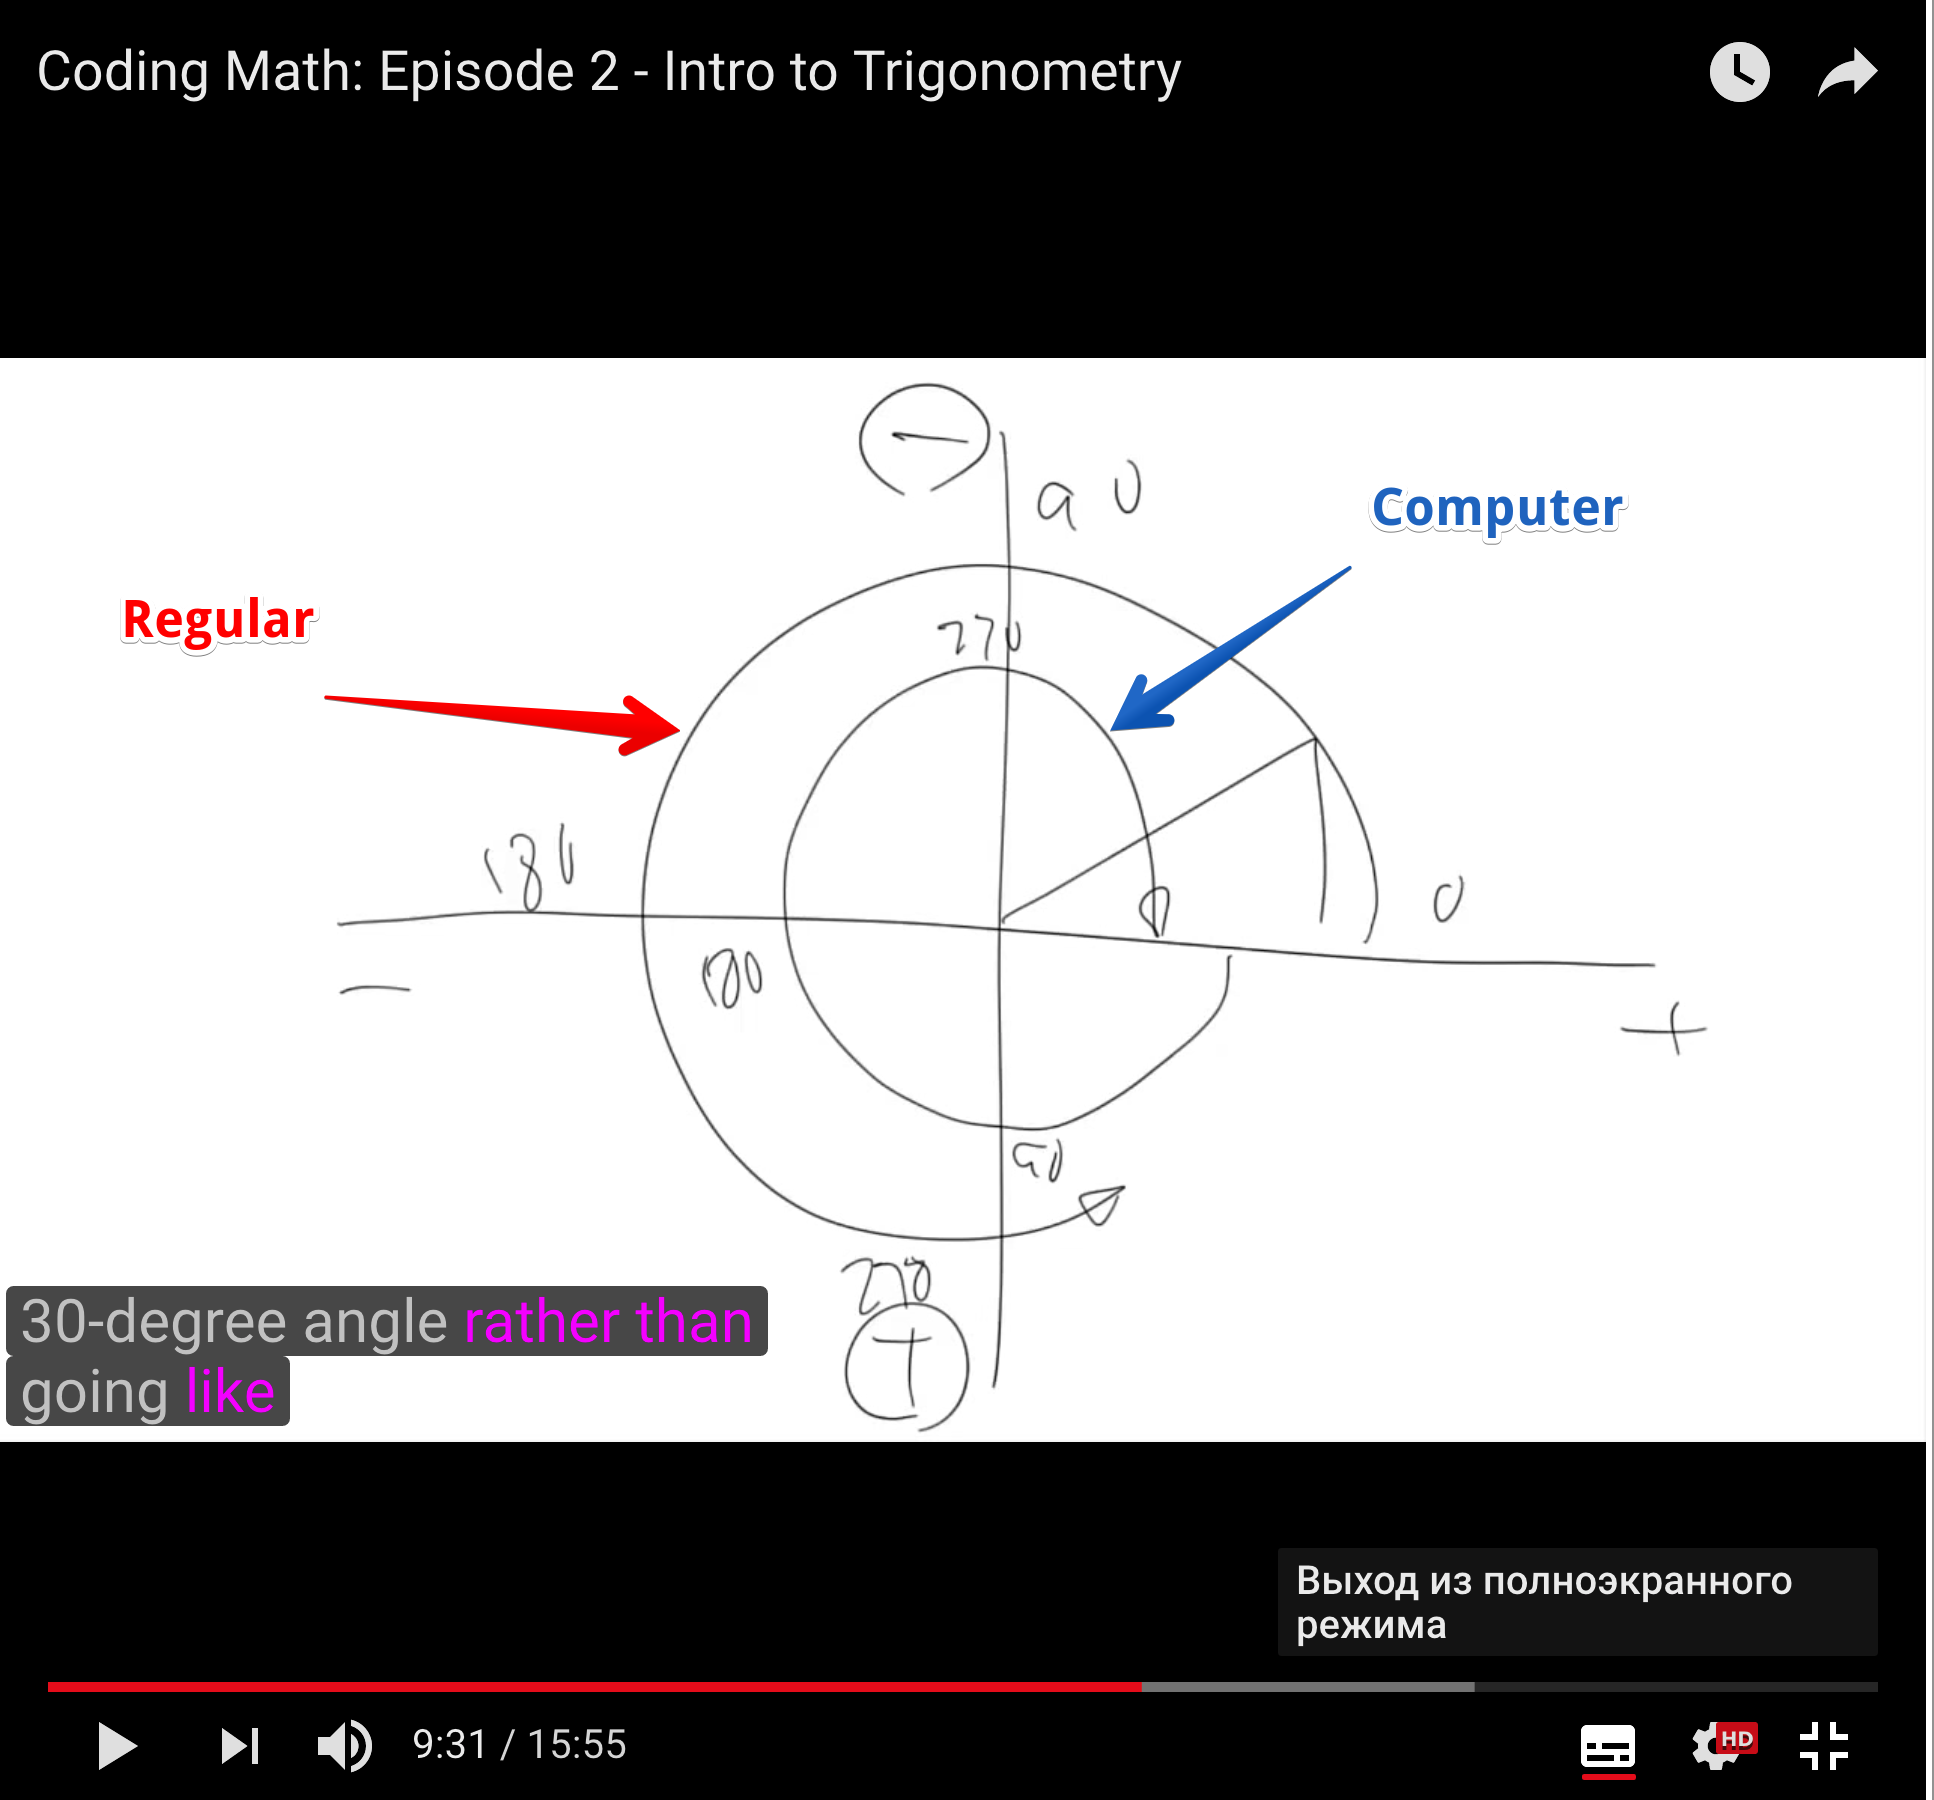 Coding Math: Episode 2 - Intro to Trigonometry
−
90
Computer
Regular
270
180
0
180
−
+
90
270
+
30-degree angle rather than
going like
Выход из полноэкранного
режима
9:31 / 15:55
HD